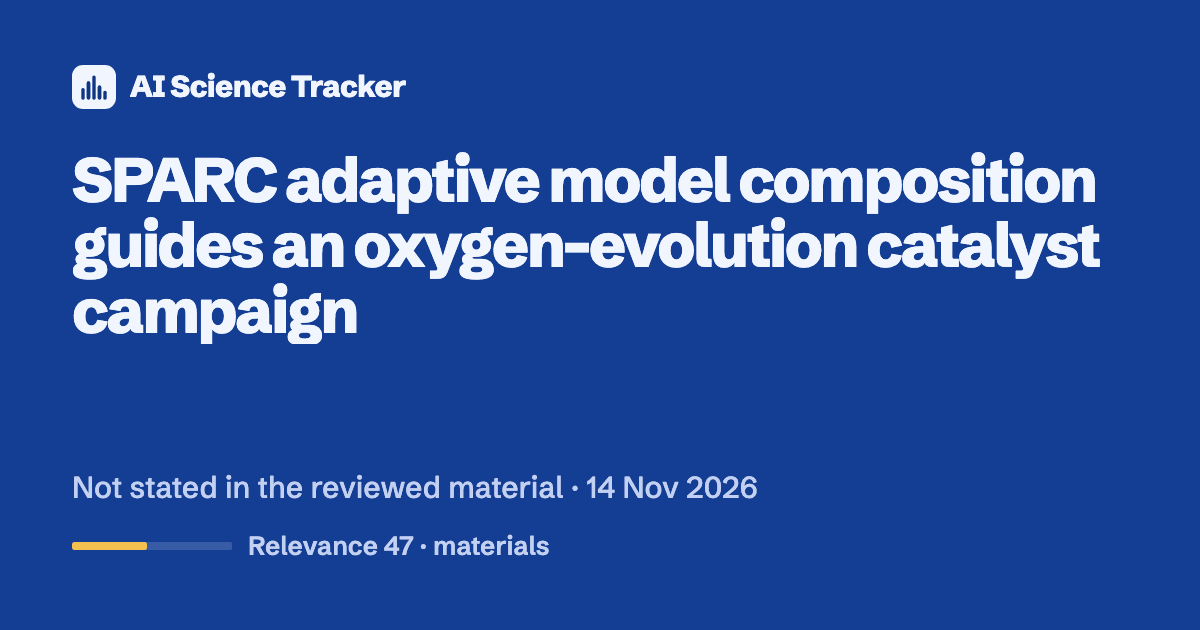 AI Science Tracker
SPARC adaptive model composition
guides an oxygen-evolution catalyst
campaign
Not stated in the reviewed material · 14 Nov 2026
Relevance 47 · materials